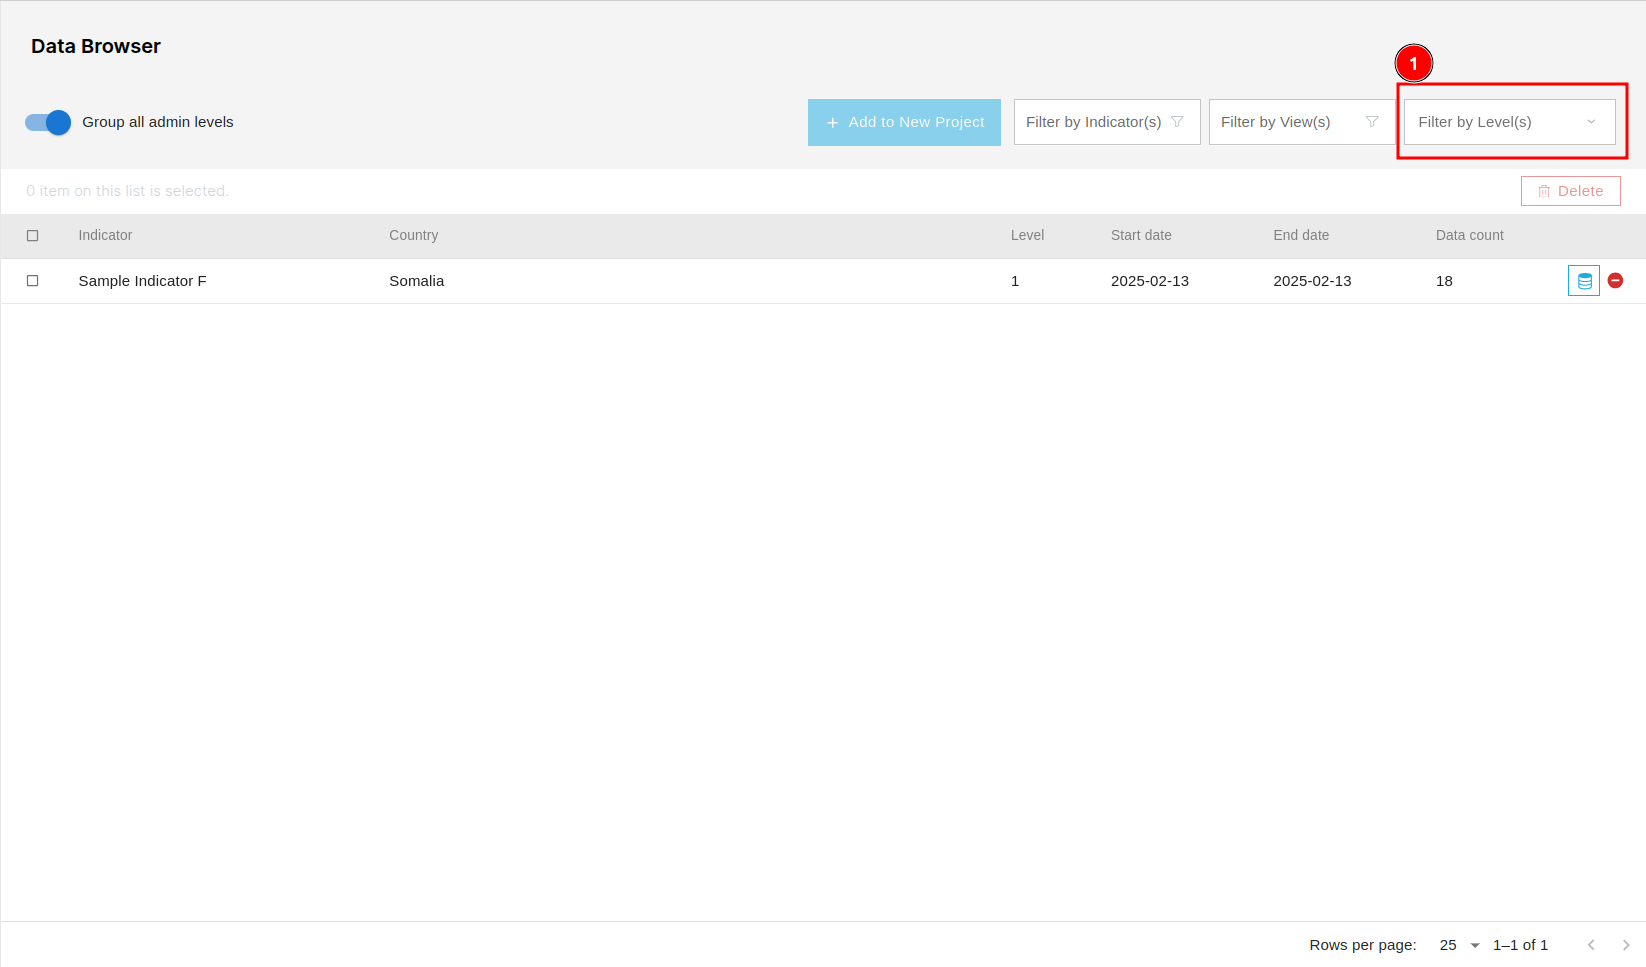 Data Browser
1
Group all admin levels
+ Add to New Project
Filter by Indicator(s)
Filter by View(s)
Filter by Level(s)
0 item on this list is selected.
Delete
Indicator Country Level Start date End date Data count
Sample Indicator F Somalia 1 2025-02-13 2025-02-13 18
Rows per page: 25 1–1 of 1